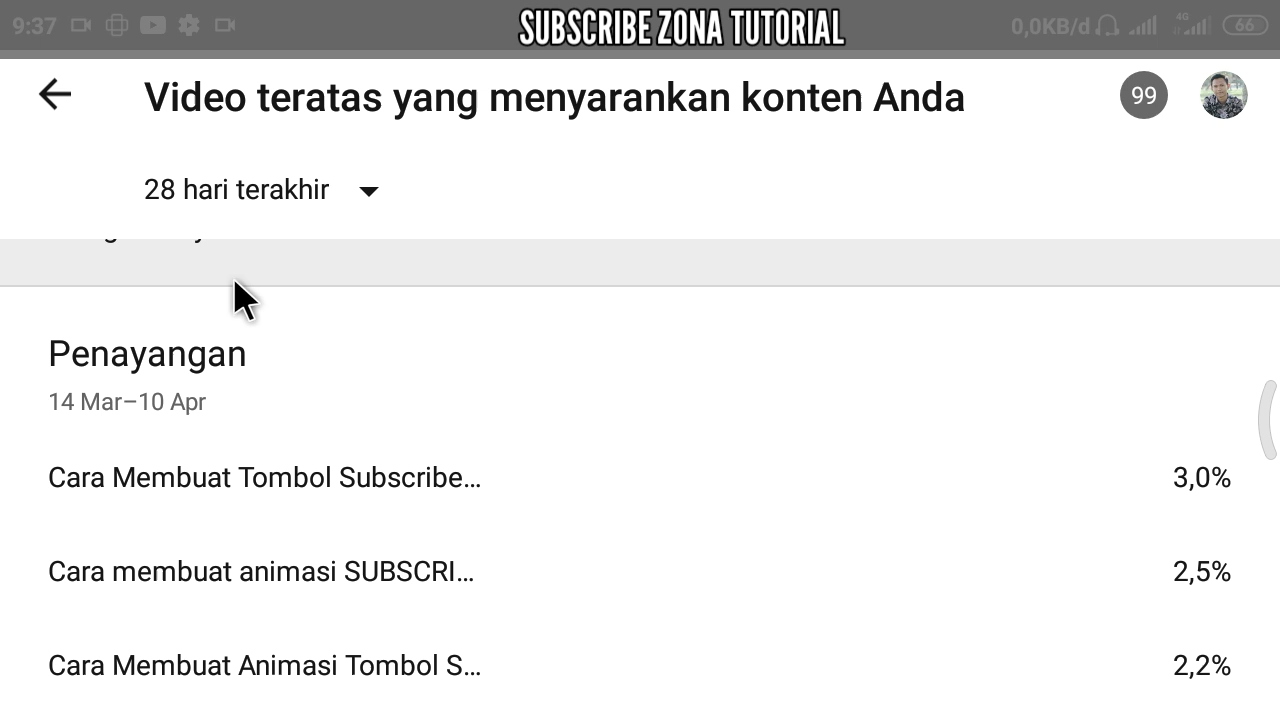 9:37
SUBSCRIBE ZONA TUTORIAL
0,0KB/d
4G
66
Video teratas yang menyarankan konten Anda
99
28 hari terakhir
Penayangan
14 Mar–10 Apr
Cara Membuat Tombol Subscribe... 3,0%
Cara membuat animasi SUBSCRI... 2,5%
Cara Membuat Animasi Tombol S... 2,2%